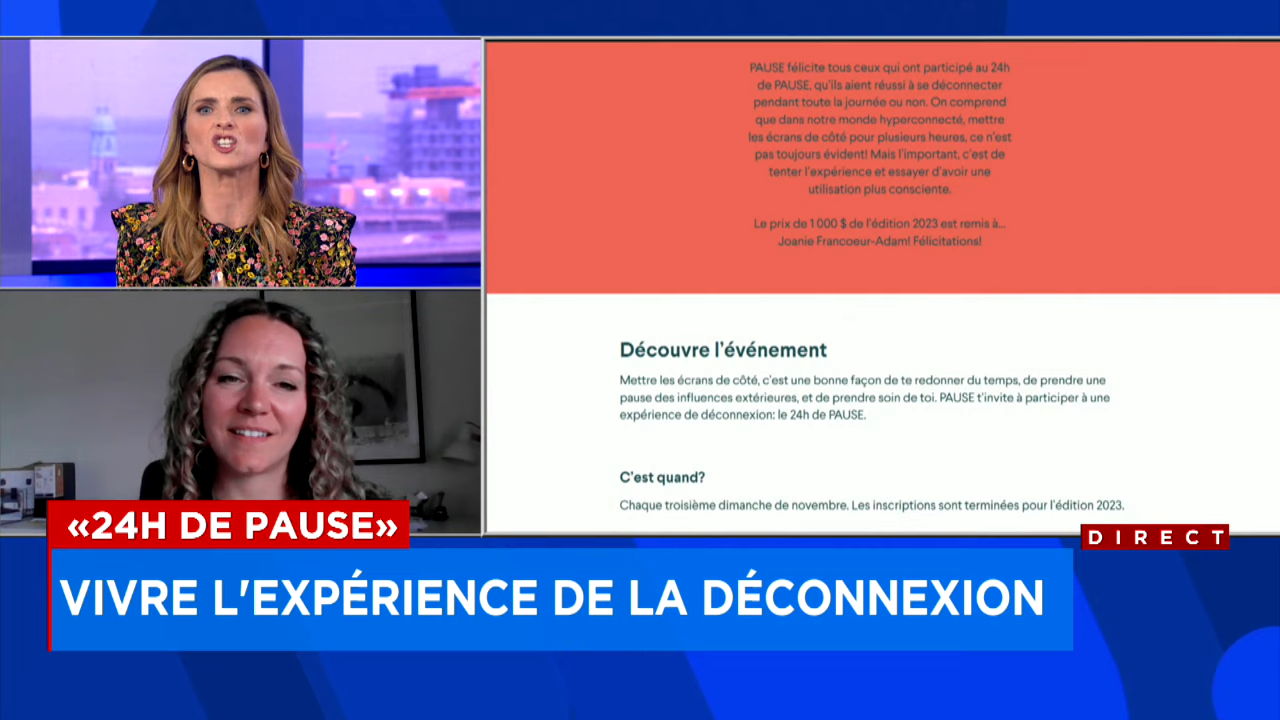 PAUSE félicite tous ceux qui ont participé au 24h
de PAUSE, qu'ils aient réussi à se déconnecter
pendant toute la journée ou non. On comprend
que dans notre monde hyperconnecté, mettre
les écrans de côté pour plusieurs heures, ce n'est
pas toujours évident! Mais l'important, c'est de
tenter l'expérience et essayer d'avoir une
utilisation plus consciente.
Le prix de 1 000 $ de l'édition 2023 est remis à...
Joanie Francoeur-Adam! Félicitations!
Découvre l'événement
Mettre les écrans de côté, c'est une bonne façon de te redonner du temps, de prendre une
pause des influences extérieures, et de prendre soin de toi. PAUSE t'invite à participer à une
expérience de déconnexion: le 24h de PAUSE.
C'est quand?
Chaque troisième dimanche de novembre. Les inscriptions sont terminées pour l'édition 2023.
«24H DE PAUSE»
DIRECT
VIVRE L'EXPÉRIENCE DE LA DÉCONNEXION